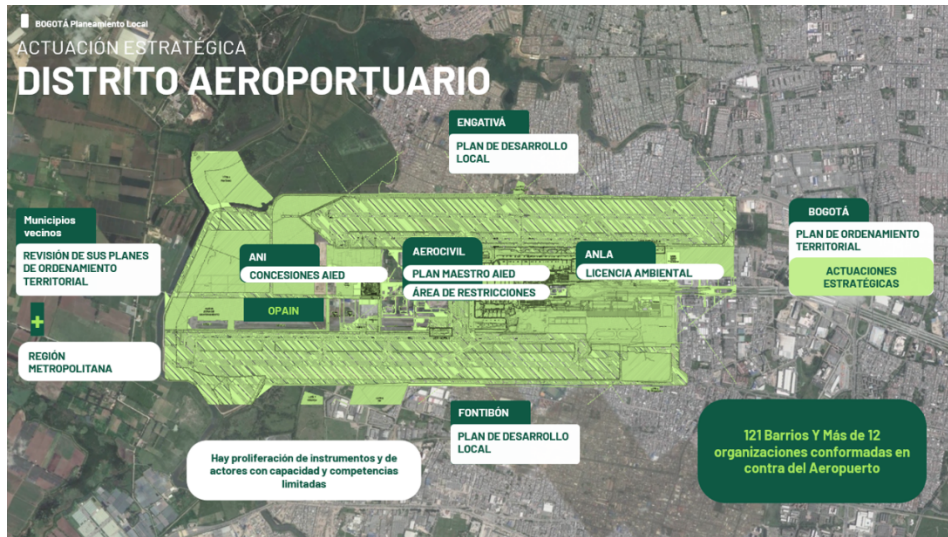 BOGOTÁ Planeamiento Local
ACTUACIÓN ESTRATÉGICA
DISTRITO AEROPORTUARIO
ENGATIVÁ
PLAN DE DESARROLLO
LOCAL
Municipios
vecinos
REVISIÓN DE SUS PLANES
DE ORDENAMIENTO
TERRITORIAL
+
REGIÓN
METROPOLITANA
ANI
CONCESIONES AIED
OPAIN
AEROCIVIL
PLAN MAESTRO AIED
ÁREA DE RESTRICCIONES
ANLA
LICENCIA AMBIENTAL
BOGOTÁ
PLAN DE ORDENAMIENTO
TERRITORIAL
ACTUACIONES
ESTRATÉGICAS
FONTIBÓN
PLAN DE DESARROLLO
LOCAL
Hay proliferación de instrumentos y de
actores con capacidad y competencias
limitadas
121 Barrios Y Más de 12
organizaciones conformadas en
contra del Aeropuerto